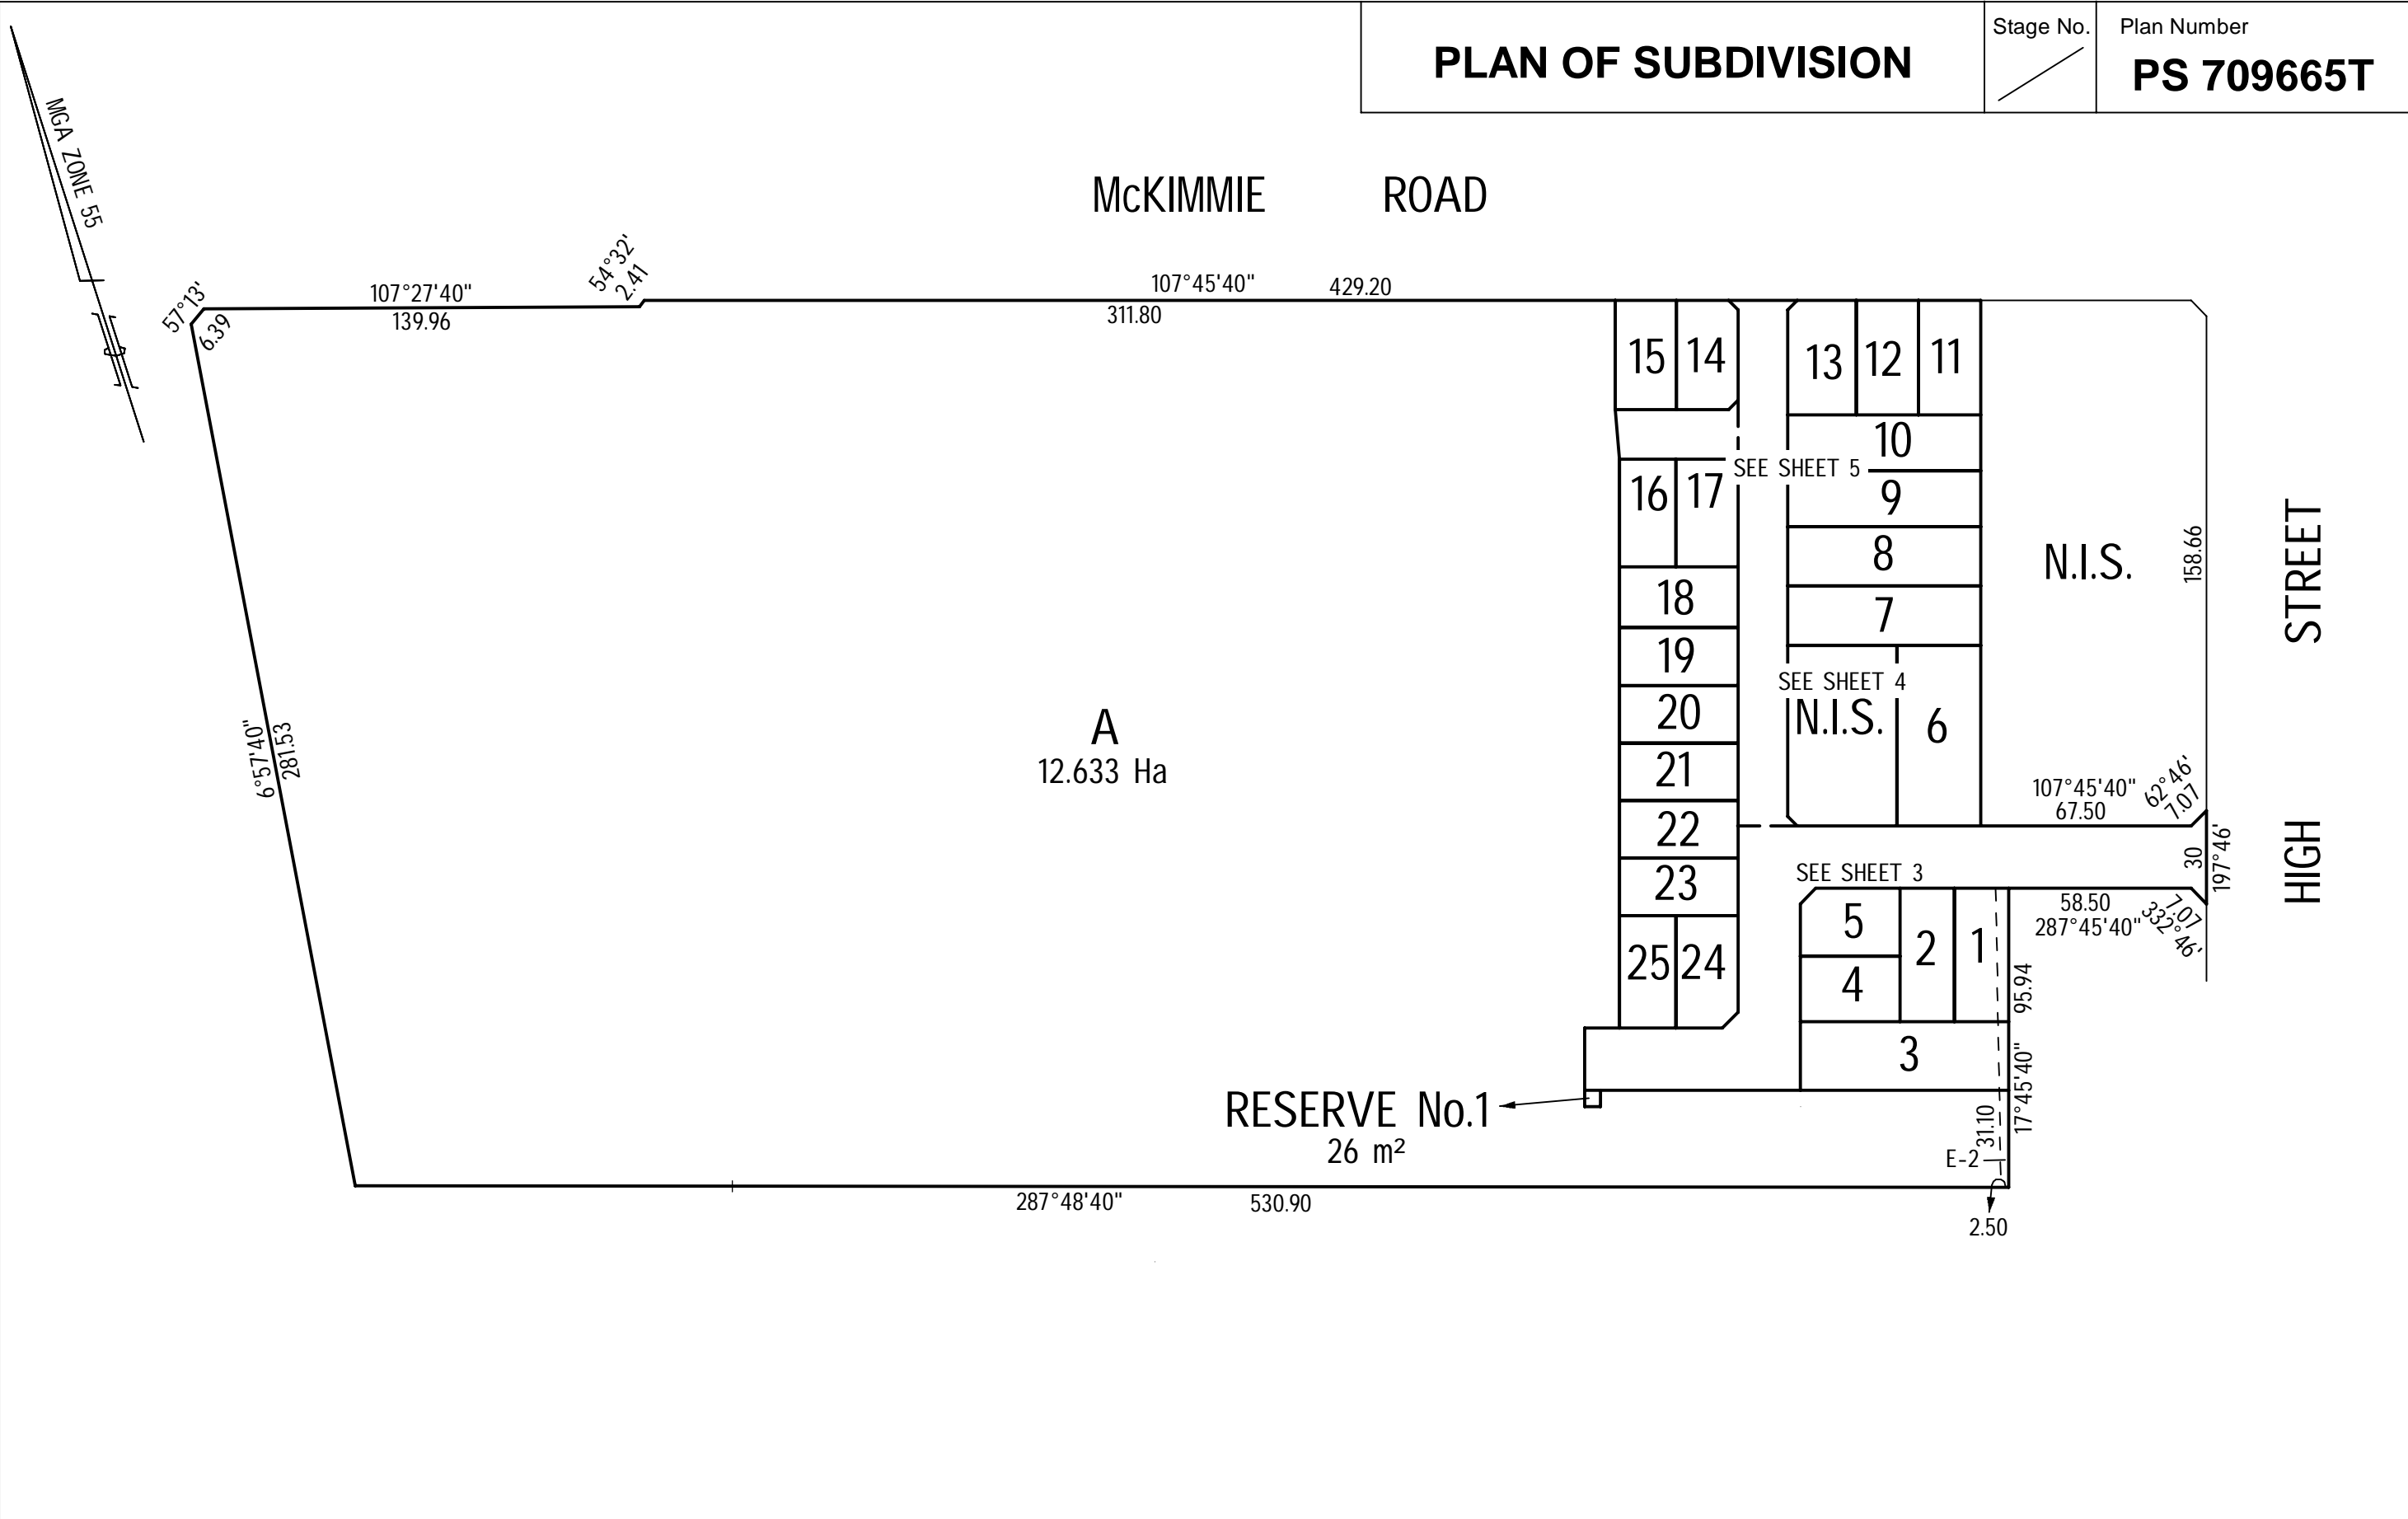 PLAN OF SUBDIVISION
Stage No.
Plan Number
PS 709665T
MGA ZONE 55
McKIMMIE ROAD
57°13'
6.39
107°27'40"
139.96
54°32'
2.41
107°45'40" 429.20
311.80
15 14
13 12 11
10
SEE SHEET 5
16 17
9
8
N.I.S.
158.66
HIGH STREET
18
7
19
SEE SHEET 4
N.I.S.
6
20
A
12.633 Ha
6°57'40"
281.53
21
22
107°45'40"
67.50
62°46'
7.07
30
197°46'
SEE SHEET 3
23
58.50
287°45'40"
7.07
332°46'
5
2
1
25 24
4
95.94
17°45'40"
3
RESERVE No.1
26 m²
31.10
E-2
287°48'40" 530.90
2.50